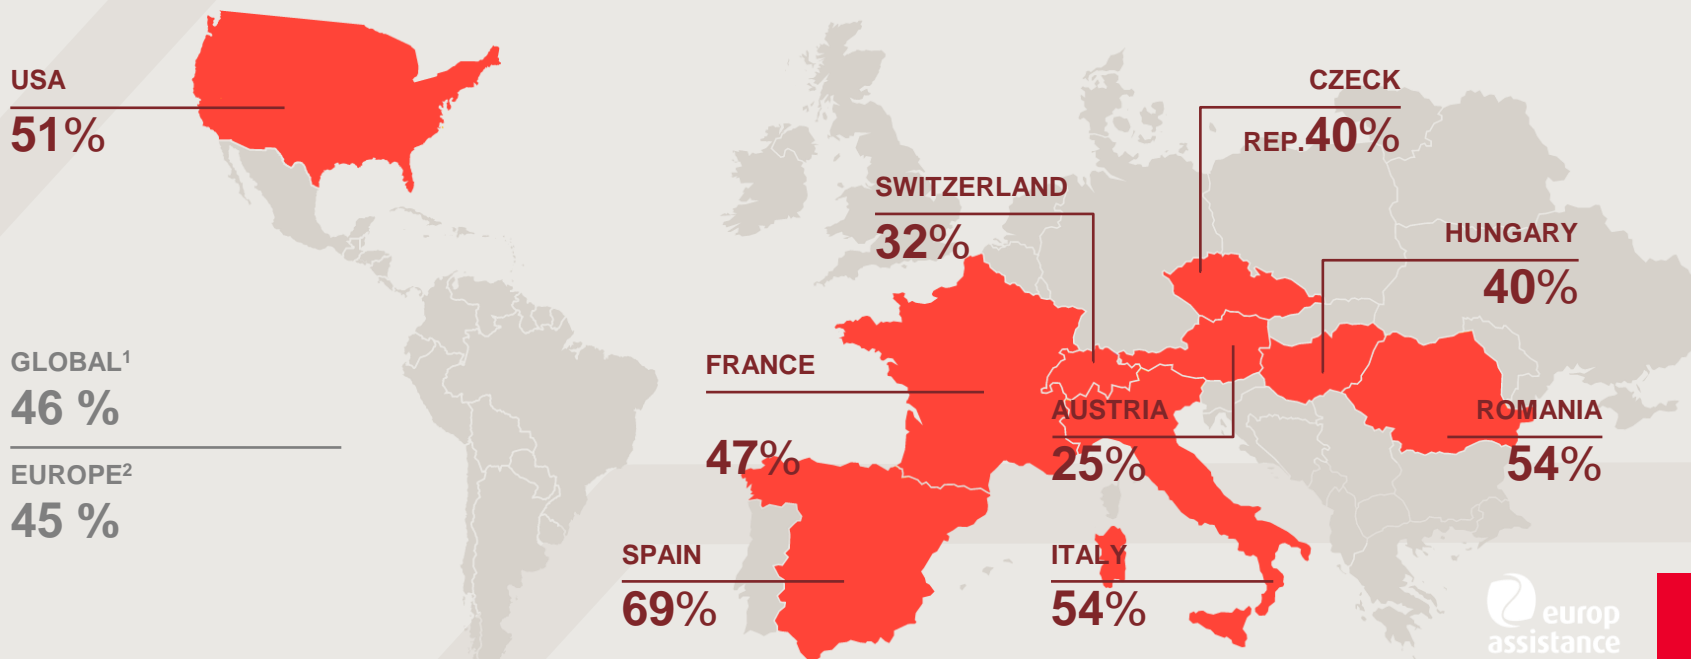 USA
51%
CZECK
REP.40%
SWITZERLAND
32%
HUNGARY
40%
GLOBAL¹
46 %
FRANCE
47%
AUSTRIA
25%
ROMANIA
54%
EUROPE²
45 %
SPAIN
69%
ITALY
54%
europ
assistance